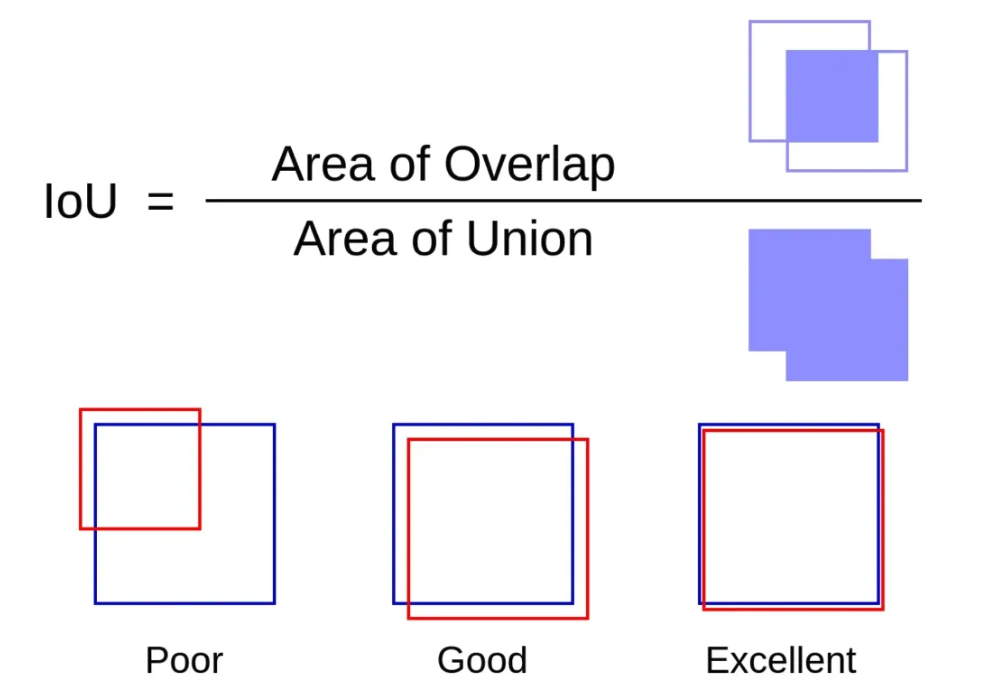 Area of Overlap
IoU =
Area of Union
Poor
Good
Excellent